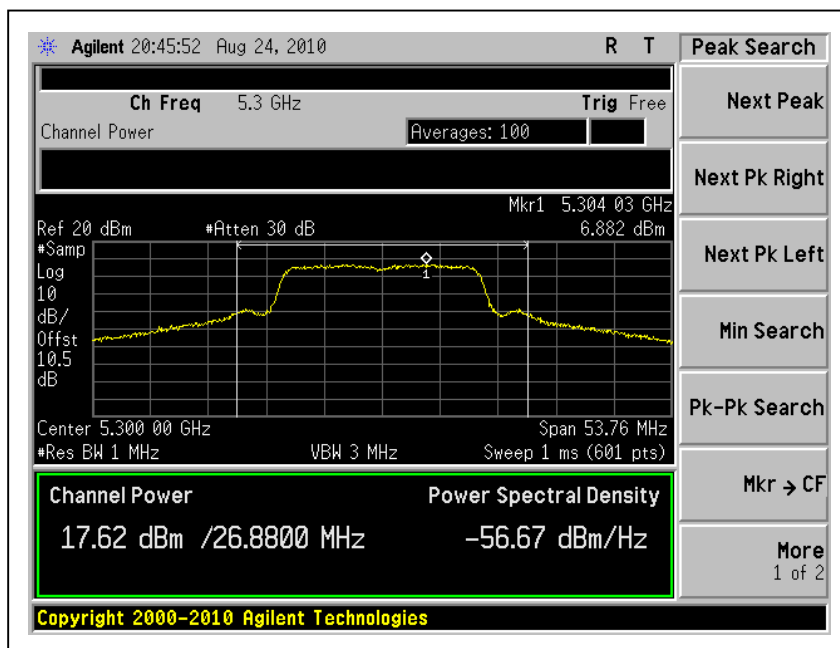 Agilent 20:45:52 Aug 24, 2010 R T
Peak Search
Ch Freq 5.3 GHz Trig Free
Channel Power Averages: 100
Mkr1 5.304 03 GHz
Ref 20 dBm #Atten 30 dB 6.882 dBm
#Samp
Log
10
dB/
Offst
10.5
dB
1
Center 5.300 00 GHz Span 53.76 MHz
#Res BW 1 MHz VBW 3 MHz Sweep 1 ms (601 pts)
Channel Power Power Spectral Density
17.62 dBm /26.8800 MHz -56.67 dBm/Hz
Copyright 2000-2010 Agilent Technologies
Next Peak
Next Pk Right
Next Pk Left
Min Search
Pk-Pk Search
Mkr → CF
More
1 of 2